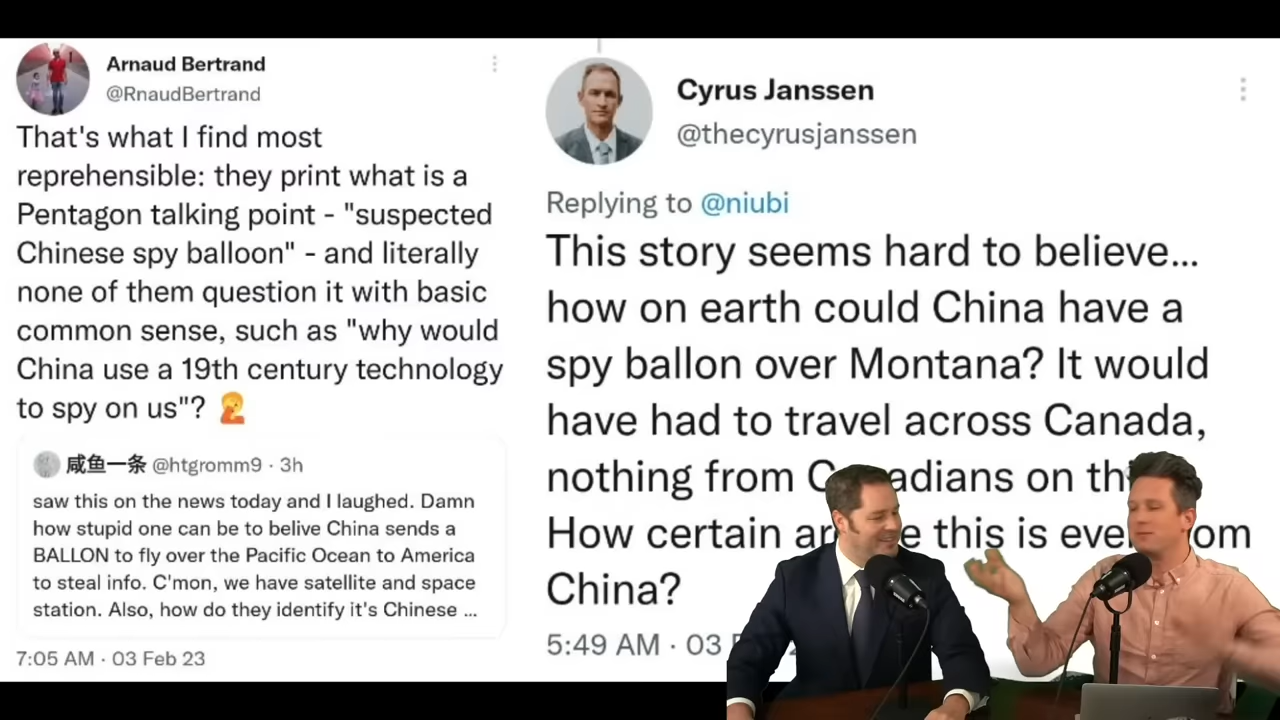 Arnaud Bertrand
@RnaudBertrand
That's what I find most
reprehensible: they print what is a
Pentagon talking point - "suspected
Chinese spy balloon" - and literally
none of them question it with basic
common sense, such as "why would
China use a 19th century technology
to spy on us"? 🤦
咸鱼一条 @htgromm9 · 3h
saw this on the news today and I laughed. Damn
how stupid one can be to belive China sends a
BALLON to fly over the Pacific Ocean to America
to steal info. C'mon, we have satellite and space
station. Also, how do they identify it's Chinese ...
7:05 AM · 03 Feb 23
Cyrus Janssen
@thecyrusjanssen
Replying to @niubi
This story seems hard to believe...
how on earth could China have a
spy ballon over Montana? It would
have had to travel across Canada,
nothing from Canadians on
How certain this is
China?
5:49 AM · 03